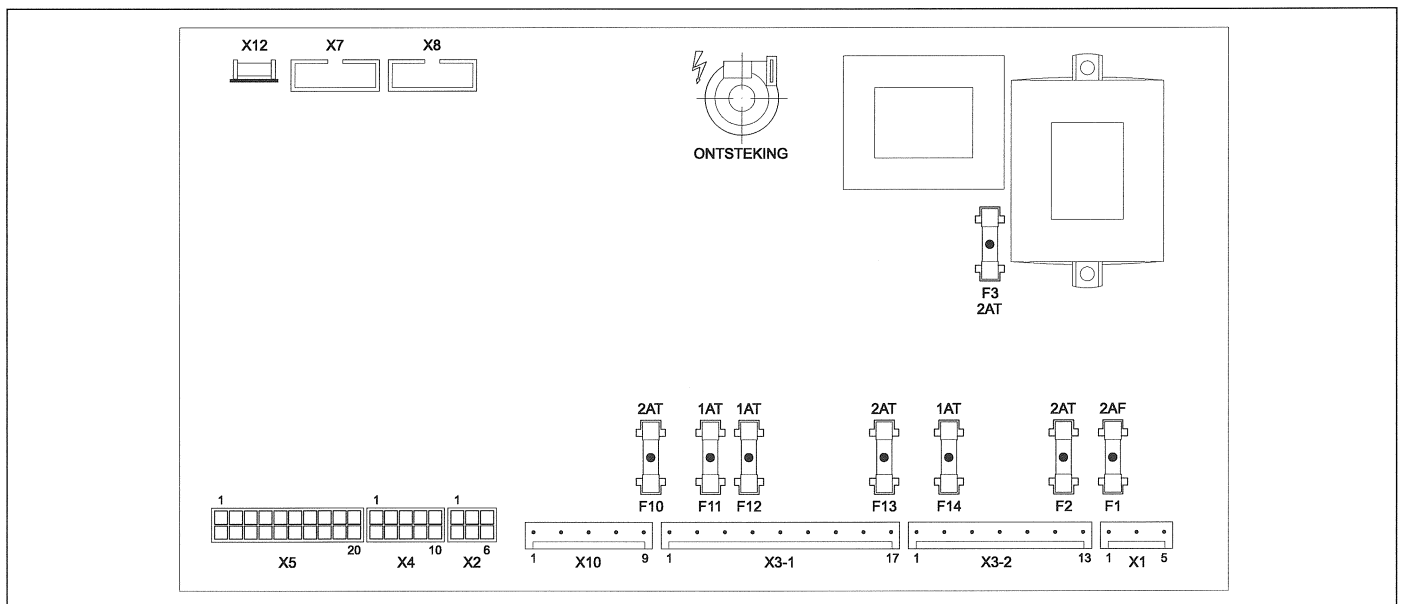 X12 X7 X8
ONTSTEKING
F3
2AT
2AT 1AT 1AT 2AT 1AT 2AT 2AF
F10 F11 F12 F13 F14 F2 F1
1 1 1
20 10 6
X5 X4 X2
1 9 1 17 1 13 1 5
X10 X3-1 X3-2 X1